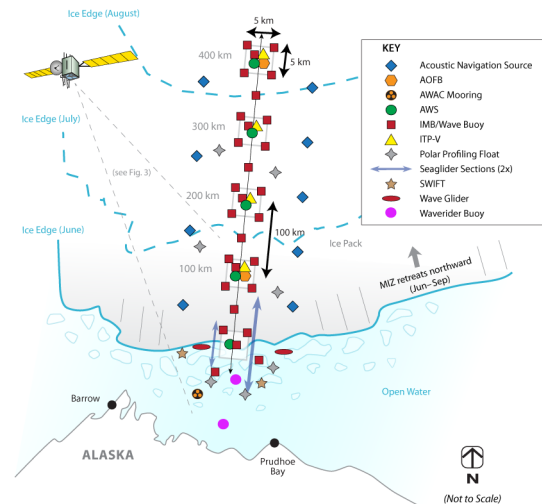 Ice Edge (August)
5 km
400 km
5 km
KEY
Acoustic Navigation Source
AOFB
AWAC Mooring
AWS
IMB/Wave Buoy
ITP-V
Polar Profiling Float
Seaglider Sections (2x)
SWIFT
Wave Glider
Waverider Buoy
Ice Edge (July)
300 km
(see Fig. 3)
200 km
100 km
Ice Edge (June)
Ice Pack
100 km
MIZ retreats northward
(Jun–Sep)
Open Water
Barrow
ALASKA
Prudhoe
Bay
N
(Not to Scale)